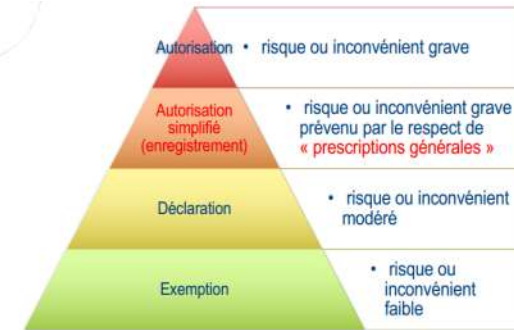 Autorisation • risque ou inconvénient grave
Autorisation
simplifié
(enregistrement)
• risque ou inconvénient grave
prévenu par le respect de
« prescriptions générales »
Déclaration
• risque ou inconvénient
modéré
Exemption
• risque ou
inconvénient
faible